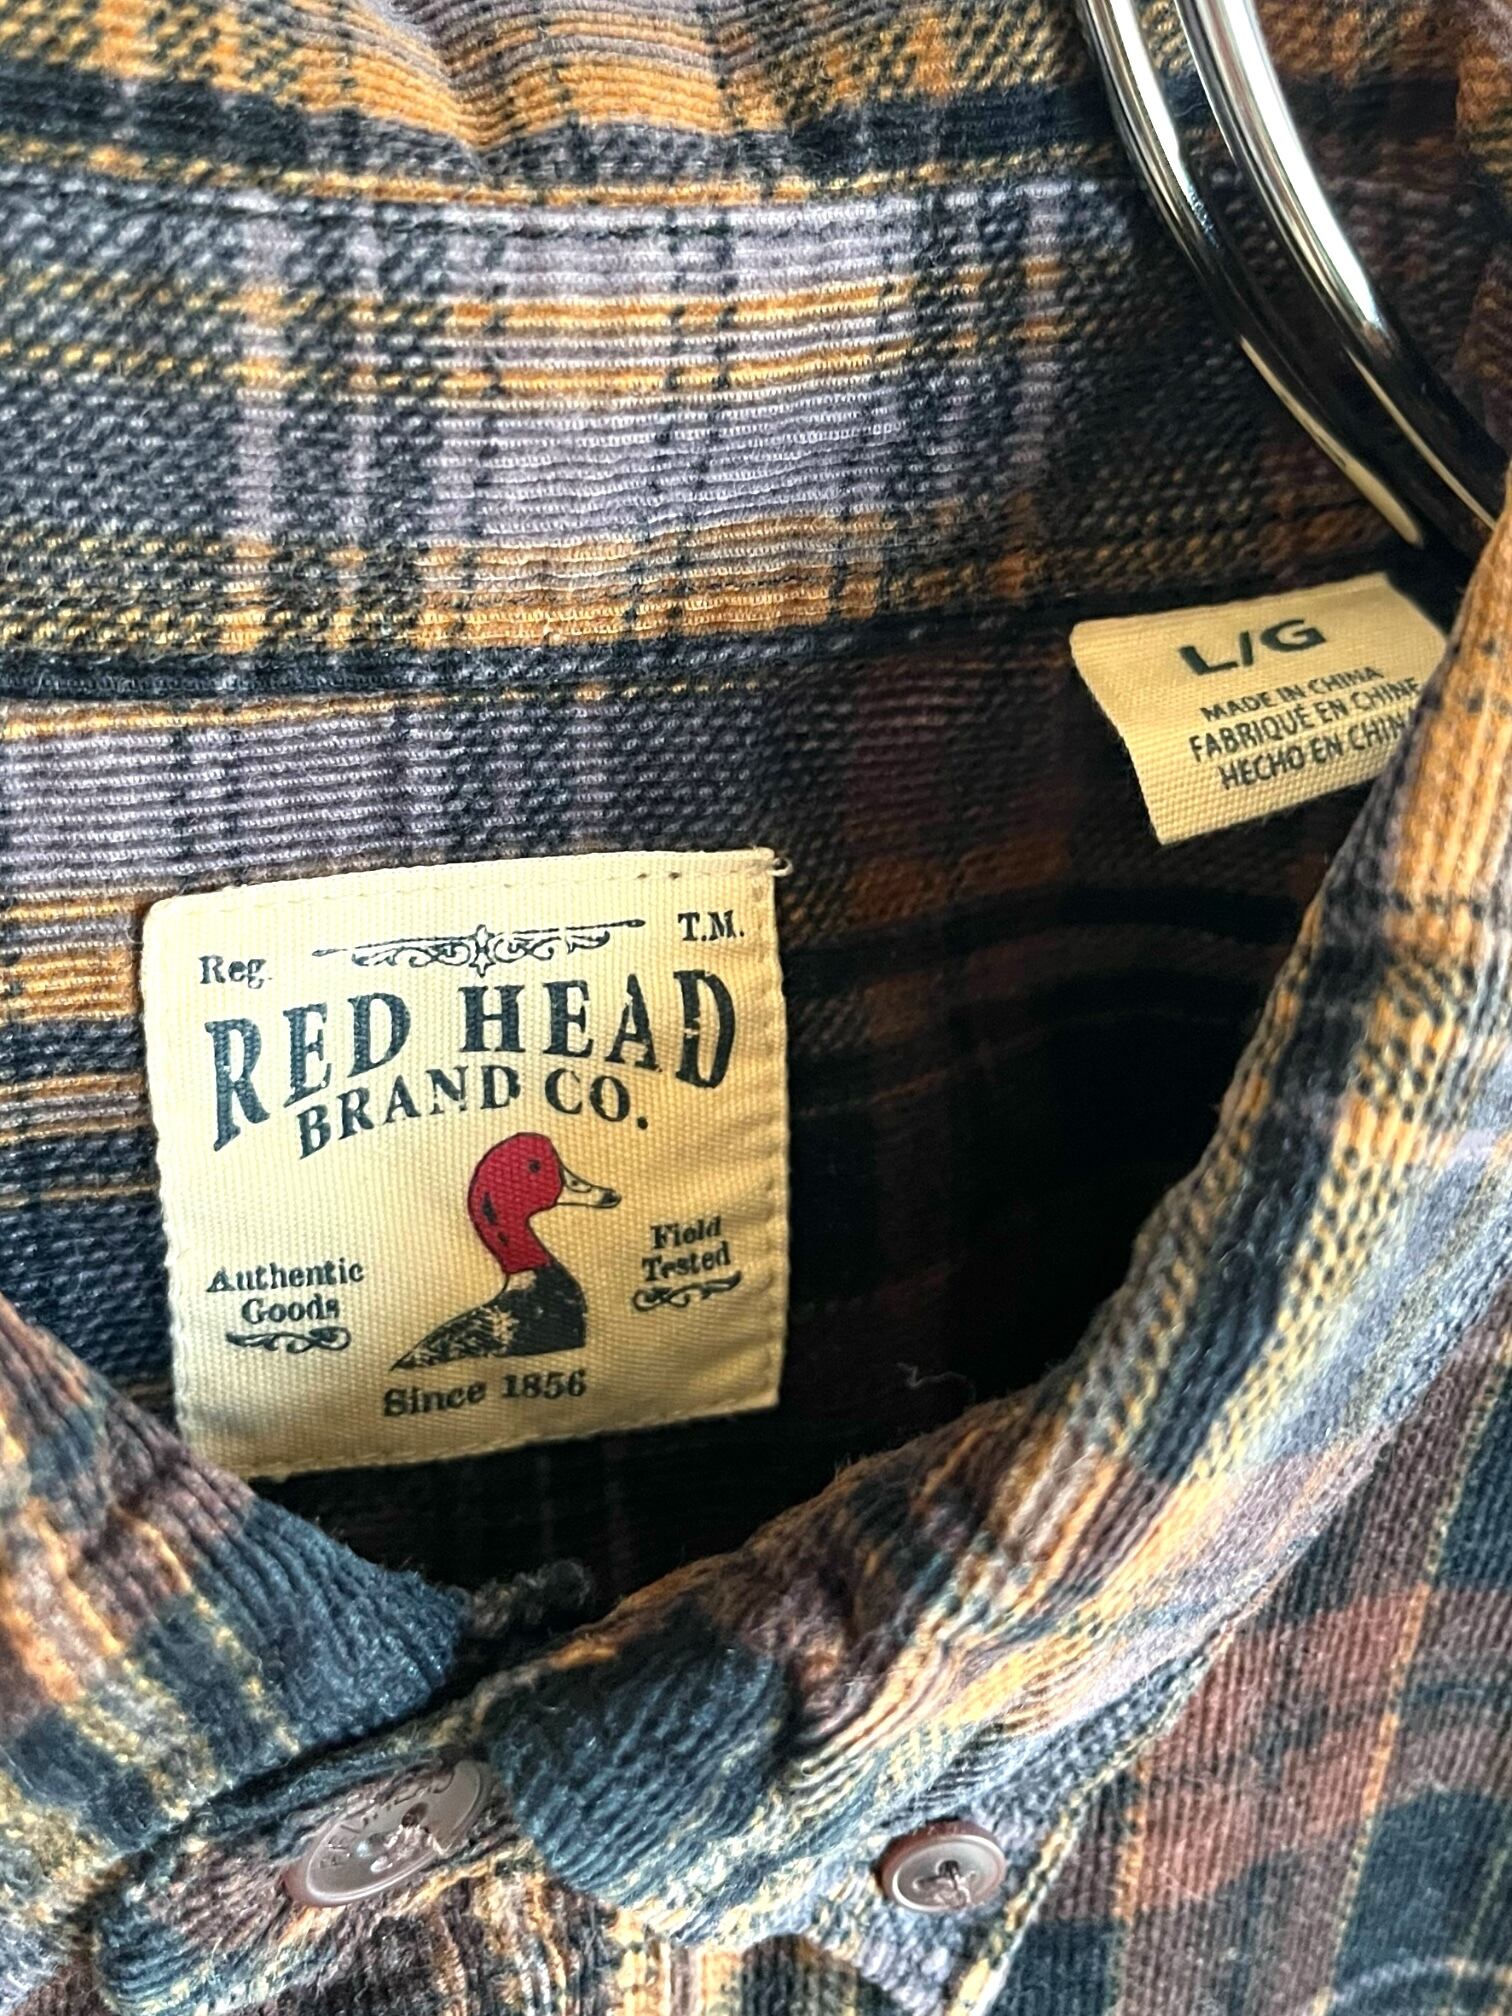 L/G
MADE IN CHINA
FABRIQUÉ EN CHINE
HECHO EN CHIN
Reg. T.M.
RED HEAD
BRAND CO.
Authentic
Goods
Field
Tested
Since 1856